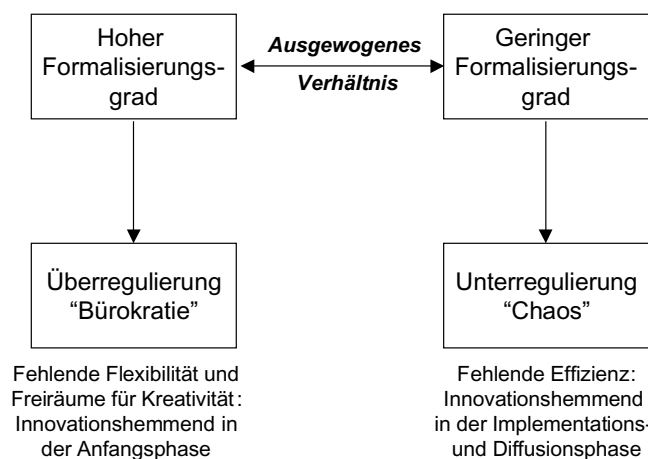 Hoher
Formalisierungs-
grad
Ausgewogenes
Verhältnis
Geringer
Formalisierungs-
grad
Überregulierung
“Bürokratie”
Unterregulierung
“Chaos”
Fehlende Flexibilität und
Freiräume für Kreativität:
Innovationshemmend in
der Anfangsphase
Fehlende Effizienz:
Innovationshemmend
in der Implementations-
und Diffusionsphase